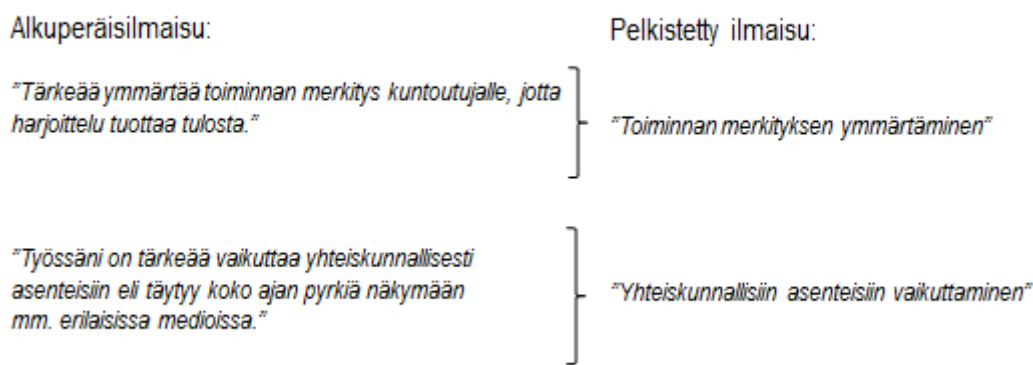 Alkuperäisilmaisu:
Pelkistetty ilmaisu:
"Tärkeää ymmärtää toiminnan merkitys kuntoutujalle, jotta
harjoittelu tuottaa tulosta."
"Toiminnan merkityksen ymmärtäminen"
"Työssäni on tärkeää vaikuttaa yhteiskunnallisesti
asenteisiin eli täytyy koko ajan pyrkiä näkymään
mm. erilaisissa medioissa."
"Yhteiskunnallisiin asenteisiin vaikuttaminen"